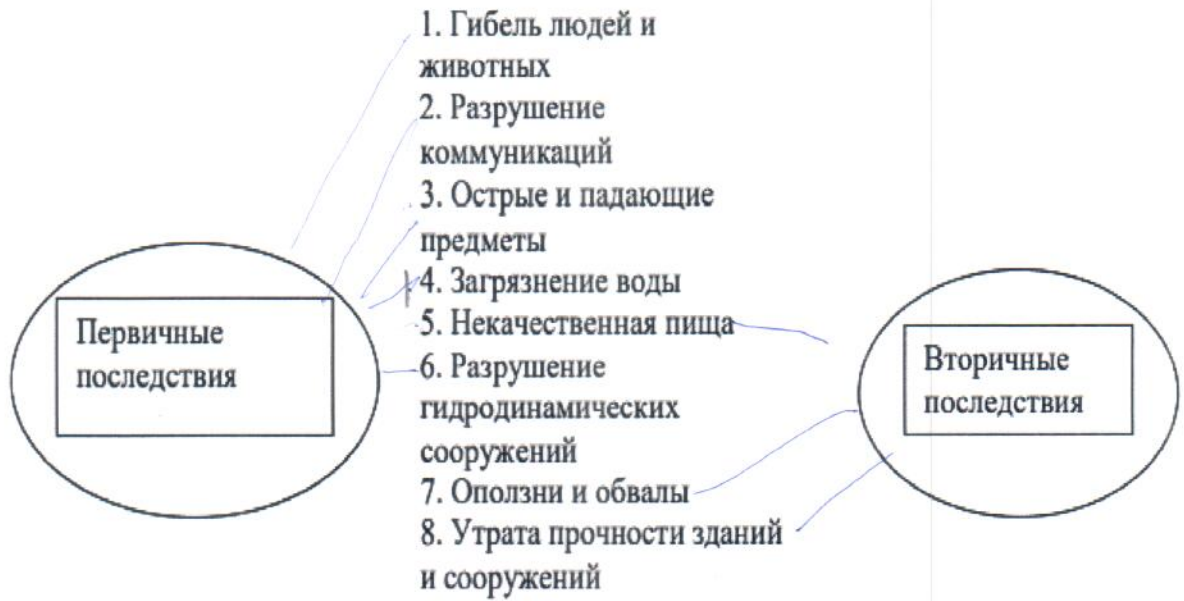 1. Гибель людей и
животных
2. Разрушение
коммуникаций
3. Острые и падающие
предметы
4. Загрязнение воды
5. Некачественная пища
6. Разрушение
гидродинамических
сооружений
7. Оползни и обвалы
8. Утрата прочности зданий
и сооружений
Первичные
последствия
Вторичные
последствия